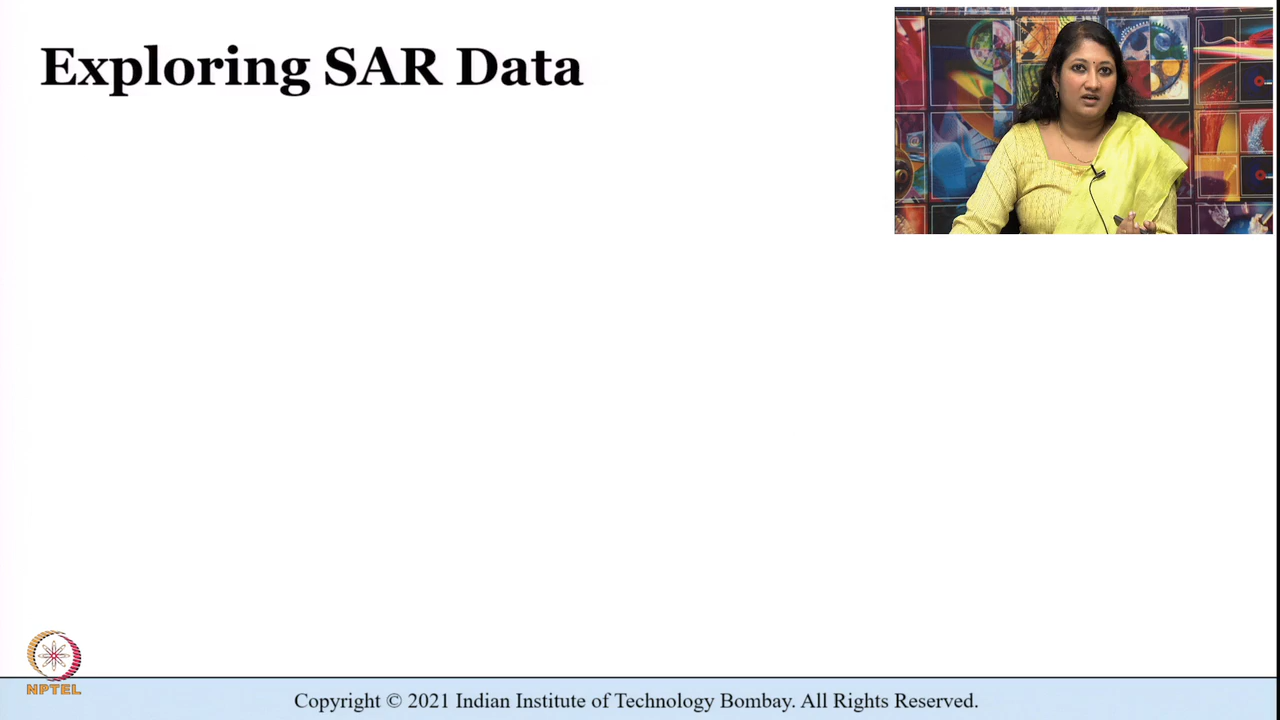 Exploring SAR Data
NPTEL
Copyright © 2021 Indian Institute of Technology Bombay. All Rights Reserved.